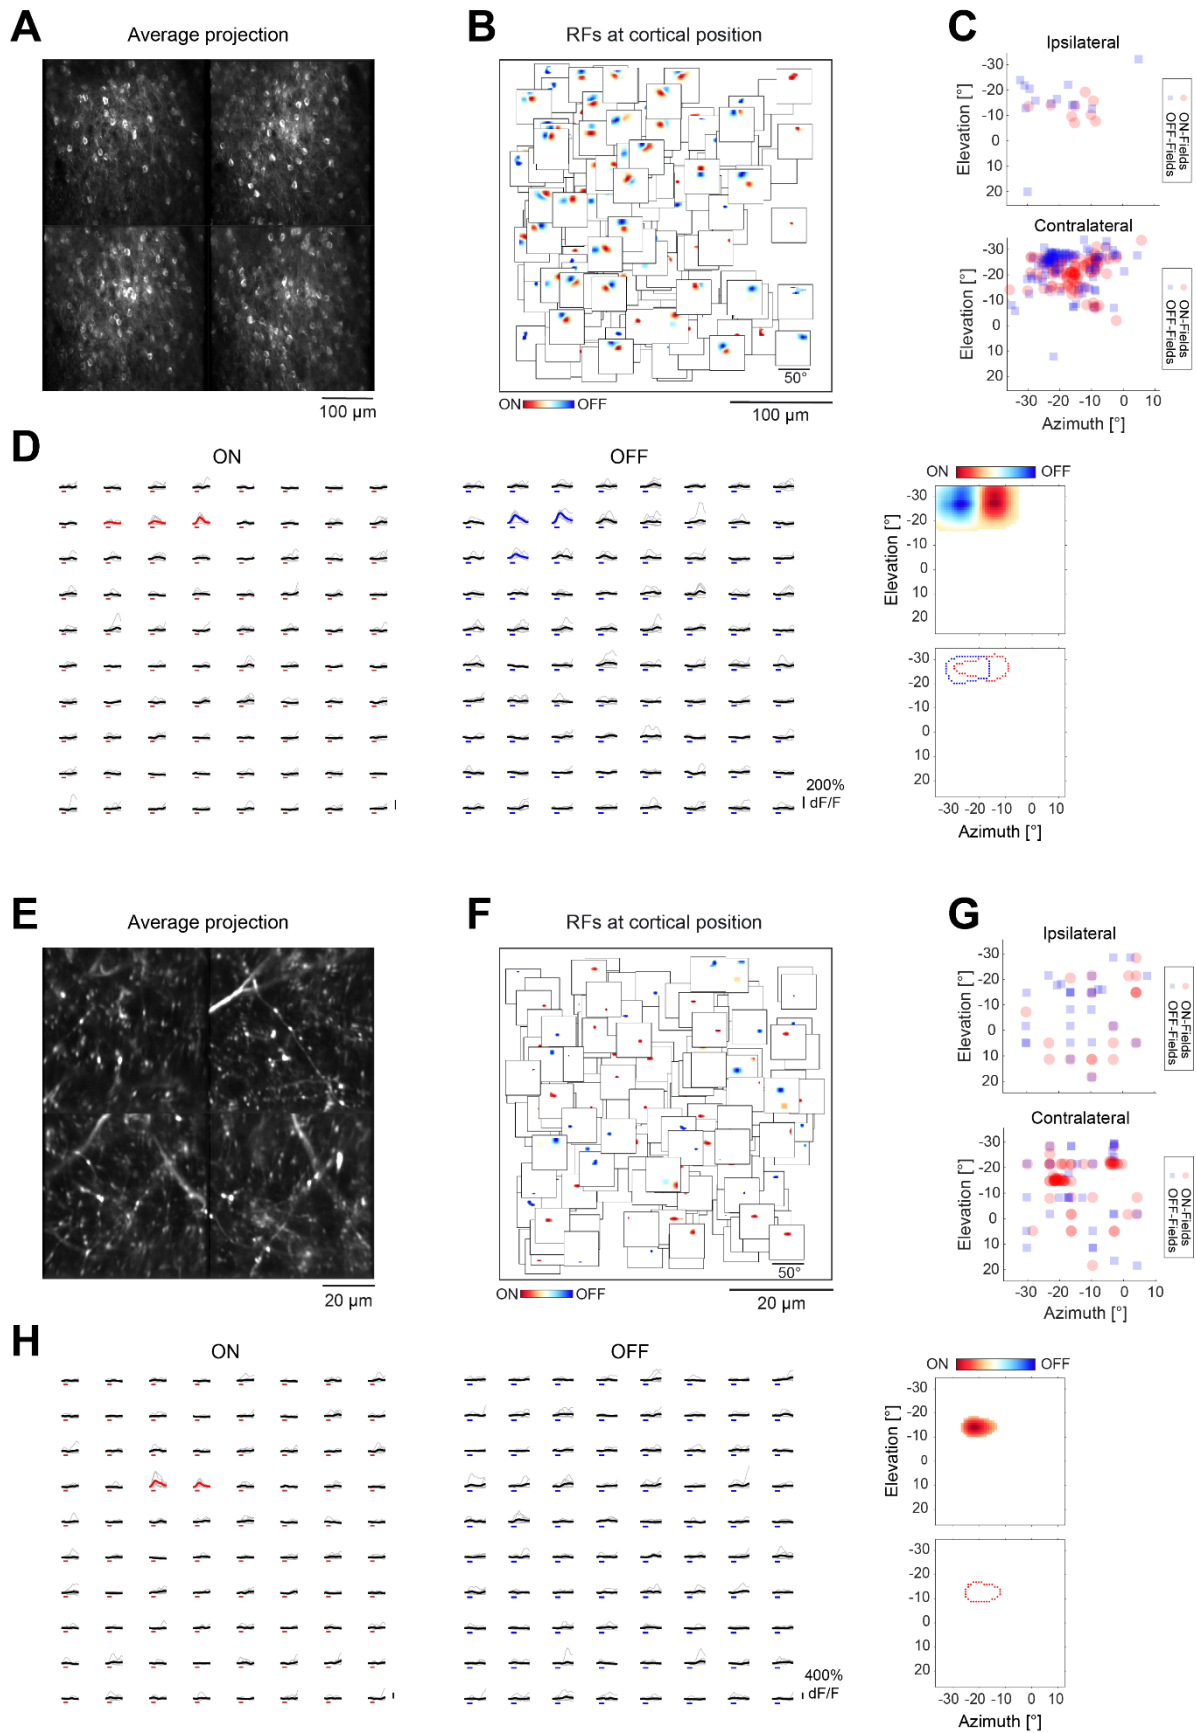 A
Average projection
100 µm
B
RFs at cortical position
50°
ON OFF
100 µm
C
Ipsilateral
Elevation [°]
-30
-20
-10
0
10
20
ON-Fields
OFF-Fields
Contralateral
Elevation [°]
-30
-20
-10
0
10
20
-30 -20 -10 0 10
Azimuth [°]
ON-Fields
OFF-Fields
D
ON
OFF
200%
dF/F
ON OFF
Elevation [°]
-30
-20
-10
0
10
20
-30
-20
-10
0
10
20
-30 -20 -10 0 10
Azimuth [°]
E
Average projection
20 µm
F
RFs at cortical position
50°
ON OFF
20 µm
G
Ipsilateral
Elevation [°]
-30
-20
-10
0
10
20
ON-Fields
OFF-Fields
Contralateral
Elevation [°]
-30
-20
-10
0
10
20
-30 -20 -10 0 10
Azimuth [°]
ON-Fields
OFF-Fields
H
ON
OFF
400%
dF/F
ON OFF
Elevation [°]
-30
-20
-10
0
10
20
-30
-20
-10
0
10
20
-30 -20 -10 0 10
Azimuth [°]